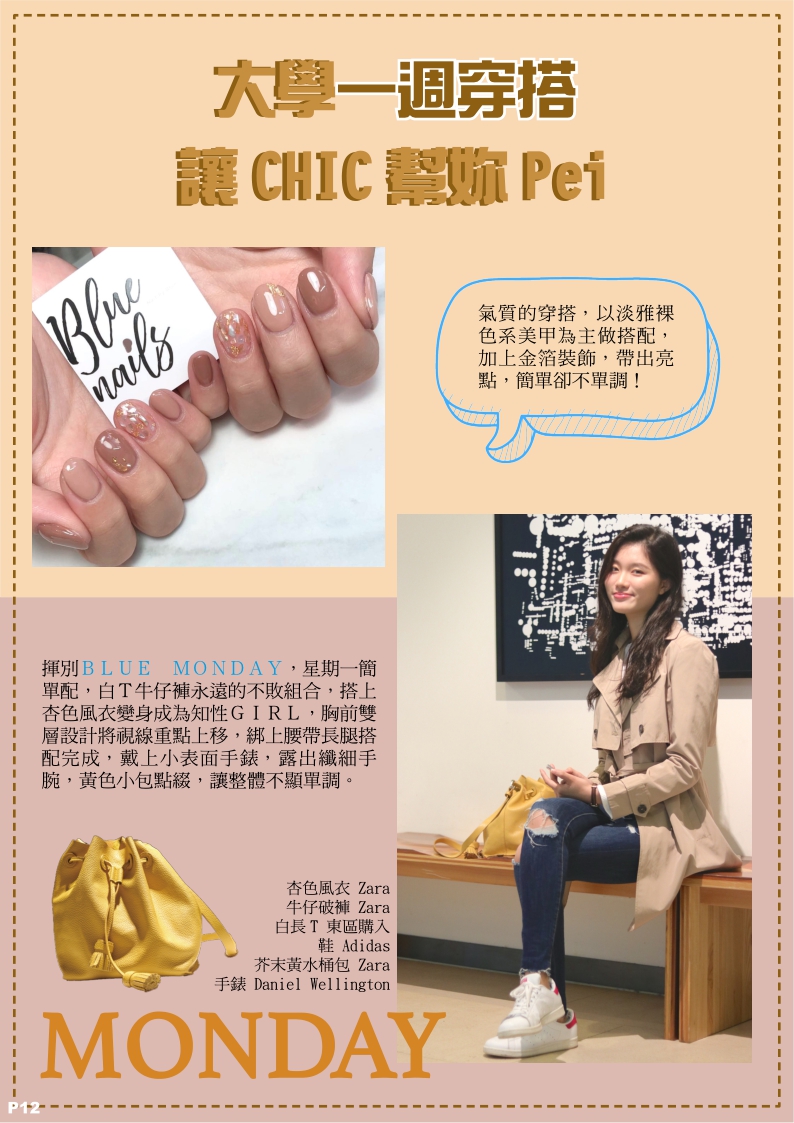 大學一週穿搭
讓 CHIC 幫妳 Pei
Blue
nails
氣質的穿搭，以淡雅裸
色系美甲為主做搭配，
加上金箔裝飾，帶出亮
點，簡單卻不單調！
揮別ＢＬＵＥ　ＭＯＮＤＡＹ，星期一簡
單配，白Ｔ牛仔褲永遠的不敗組合，搭上
杏色風衣變身成為知性ＧＩＲＬ，胸前雙
層設計將視線重點上移，綁上腰帶長腿搭
配完成，戴上小表面手錶，露出纖細手
腕，黃色小包點綴，讓整體不顯單調。
杏色風衣 Zara
牛仔破褲 Zara
白長T 東區購入
鞋 Adidas
芥末黃水桶包 Zara
手錶 Daniel Wellington
MONDAY
P12